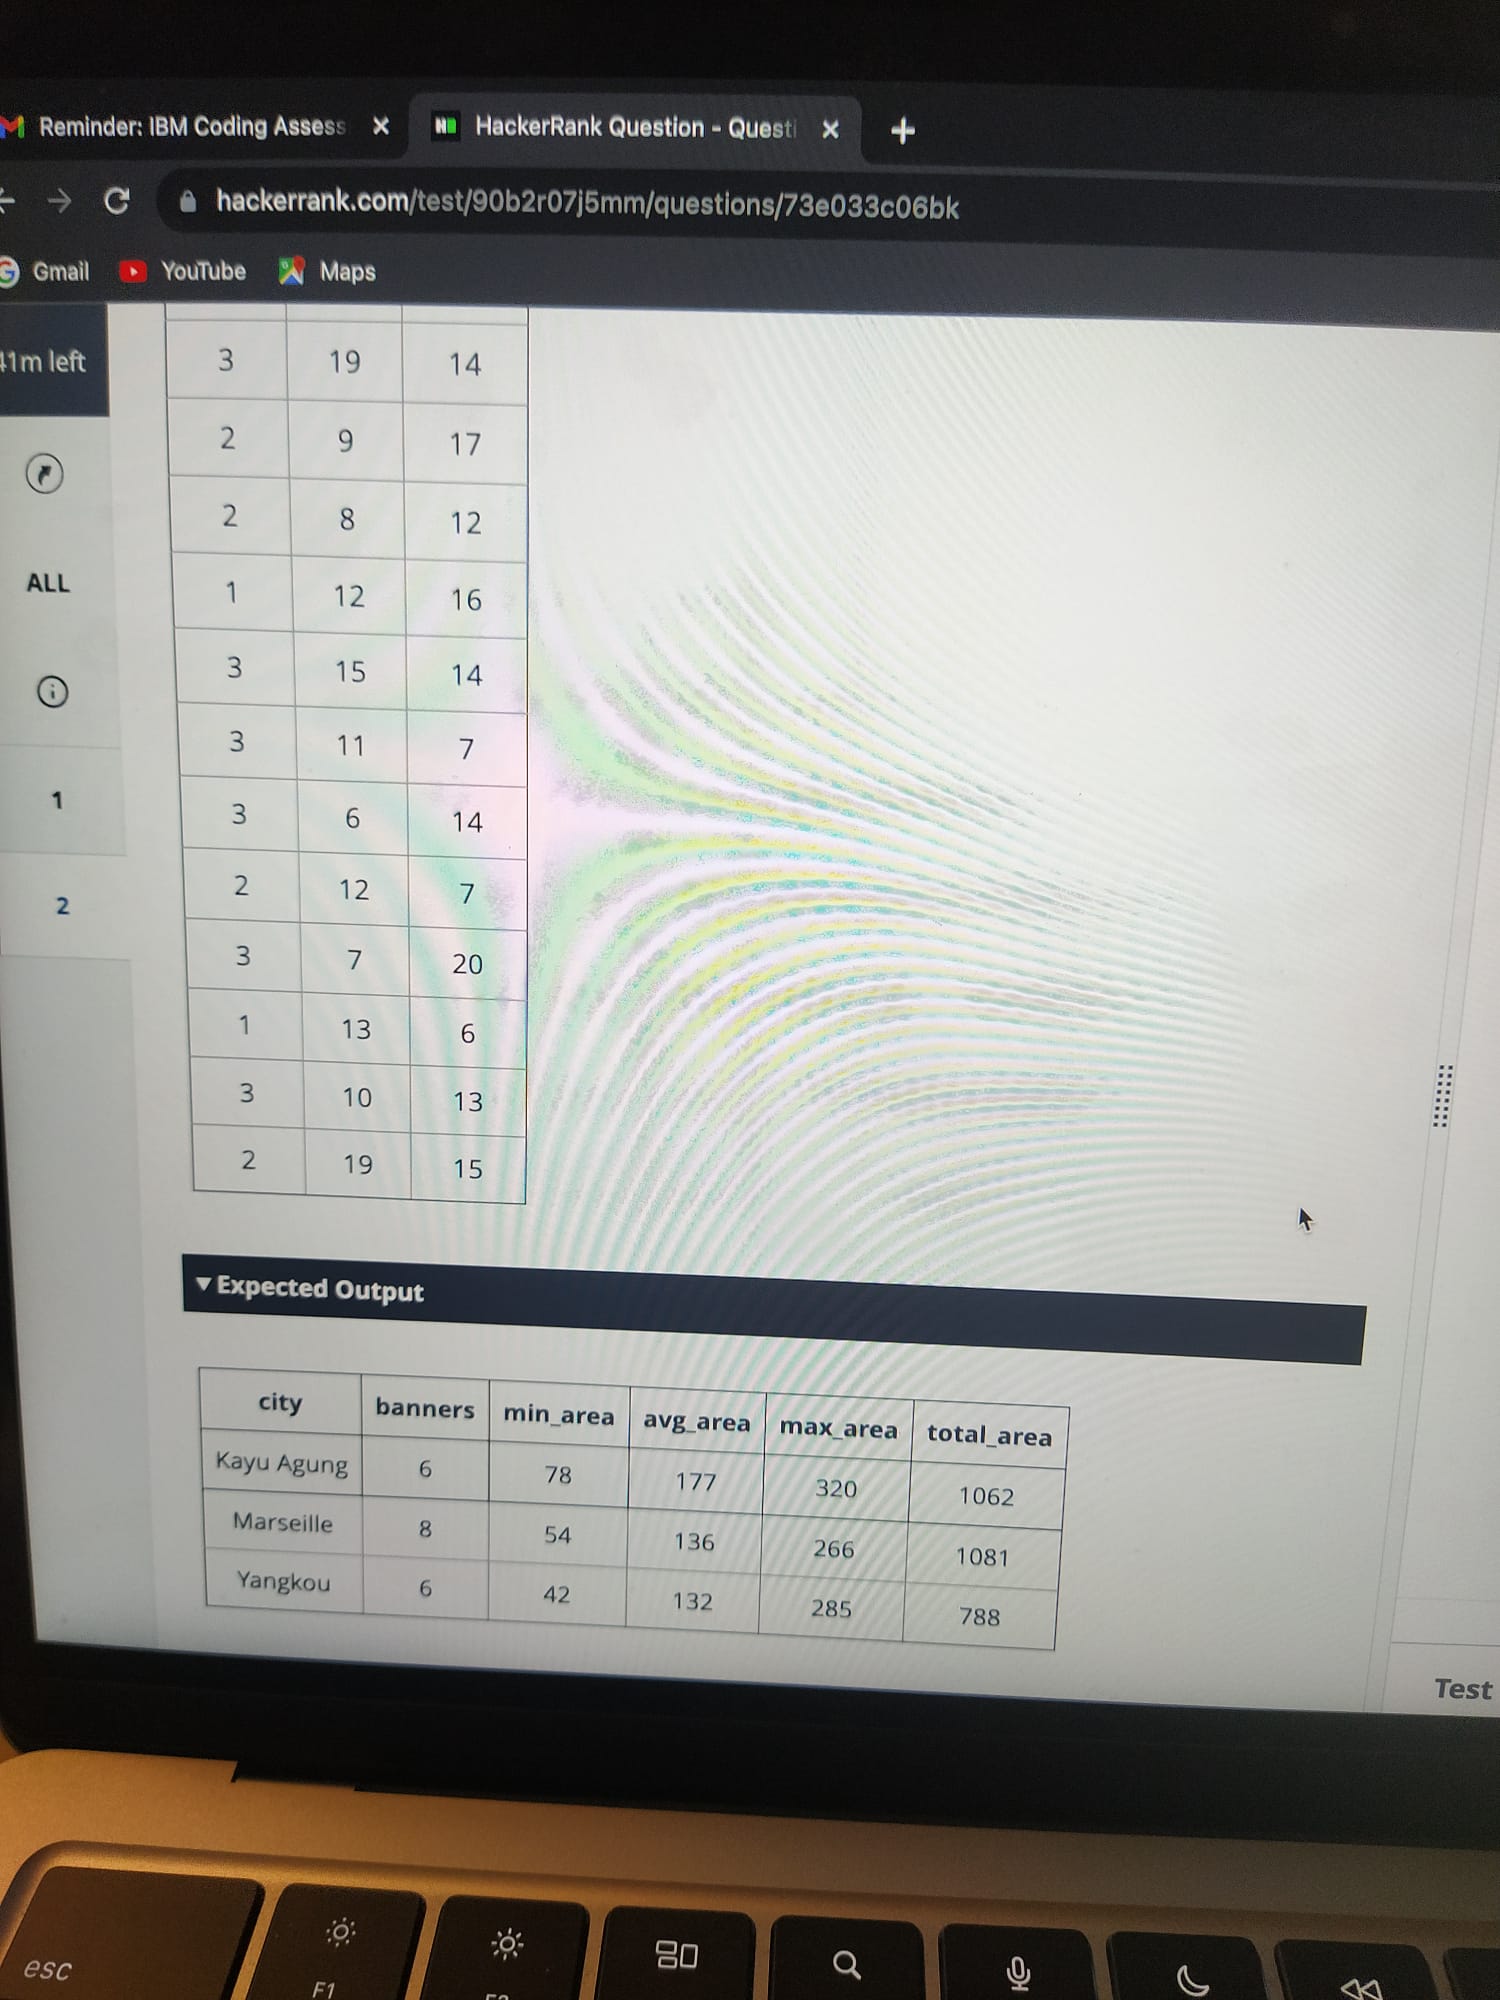 Reminder: IBM Coding Assess
HackerRank Question - Questi
hackerrank.com/test/90b2r07j5mm/questions/73e033c06bk
Gmail YouTube Maps
41m left
ALL
1
2
3 19 14
2 9 17
2 8 12
1 12 16
3 15 14
3 11 7
3 6 14
2 12 7
3 7 20
1 13 6
3 10 13
2 19 15
Expected Output
city banners min_area avg_area max_area total_area
Kayu Agung 6 78 177 320 1062
Marseille 8 54 136 266 1081
Yangkou 6 42 132 285 788
Test
esc
F1